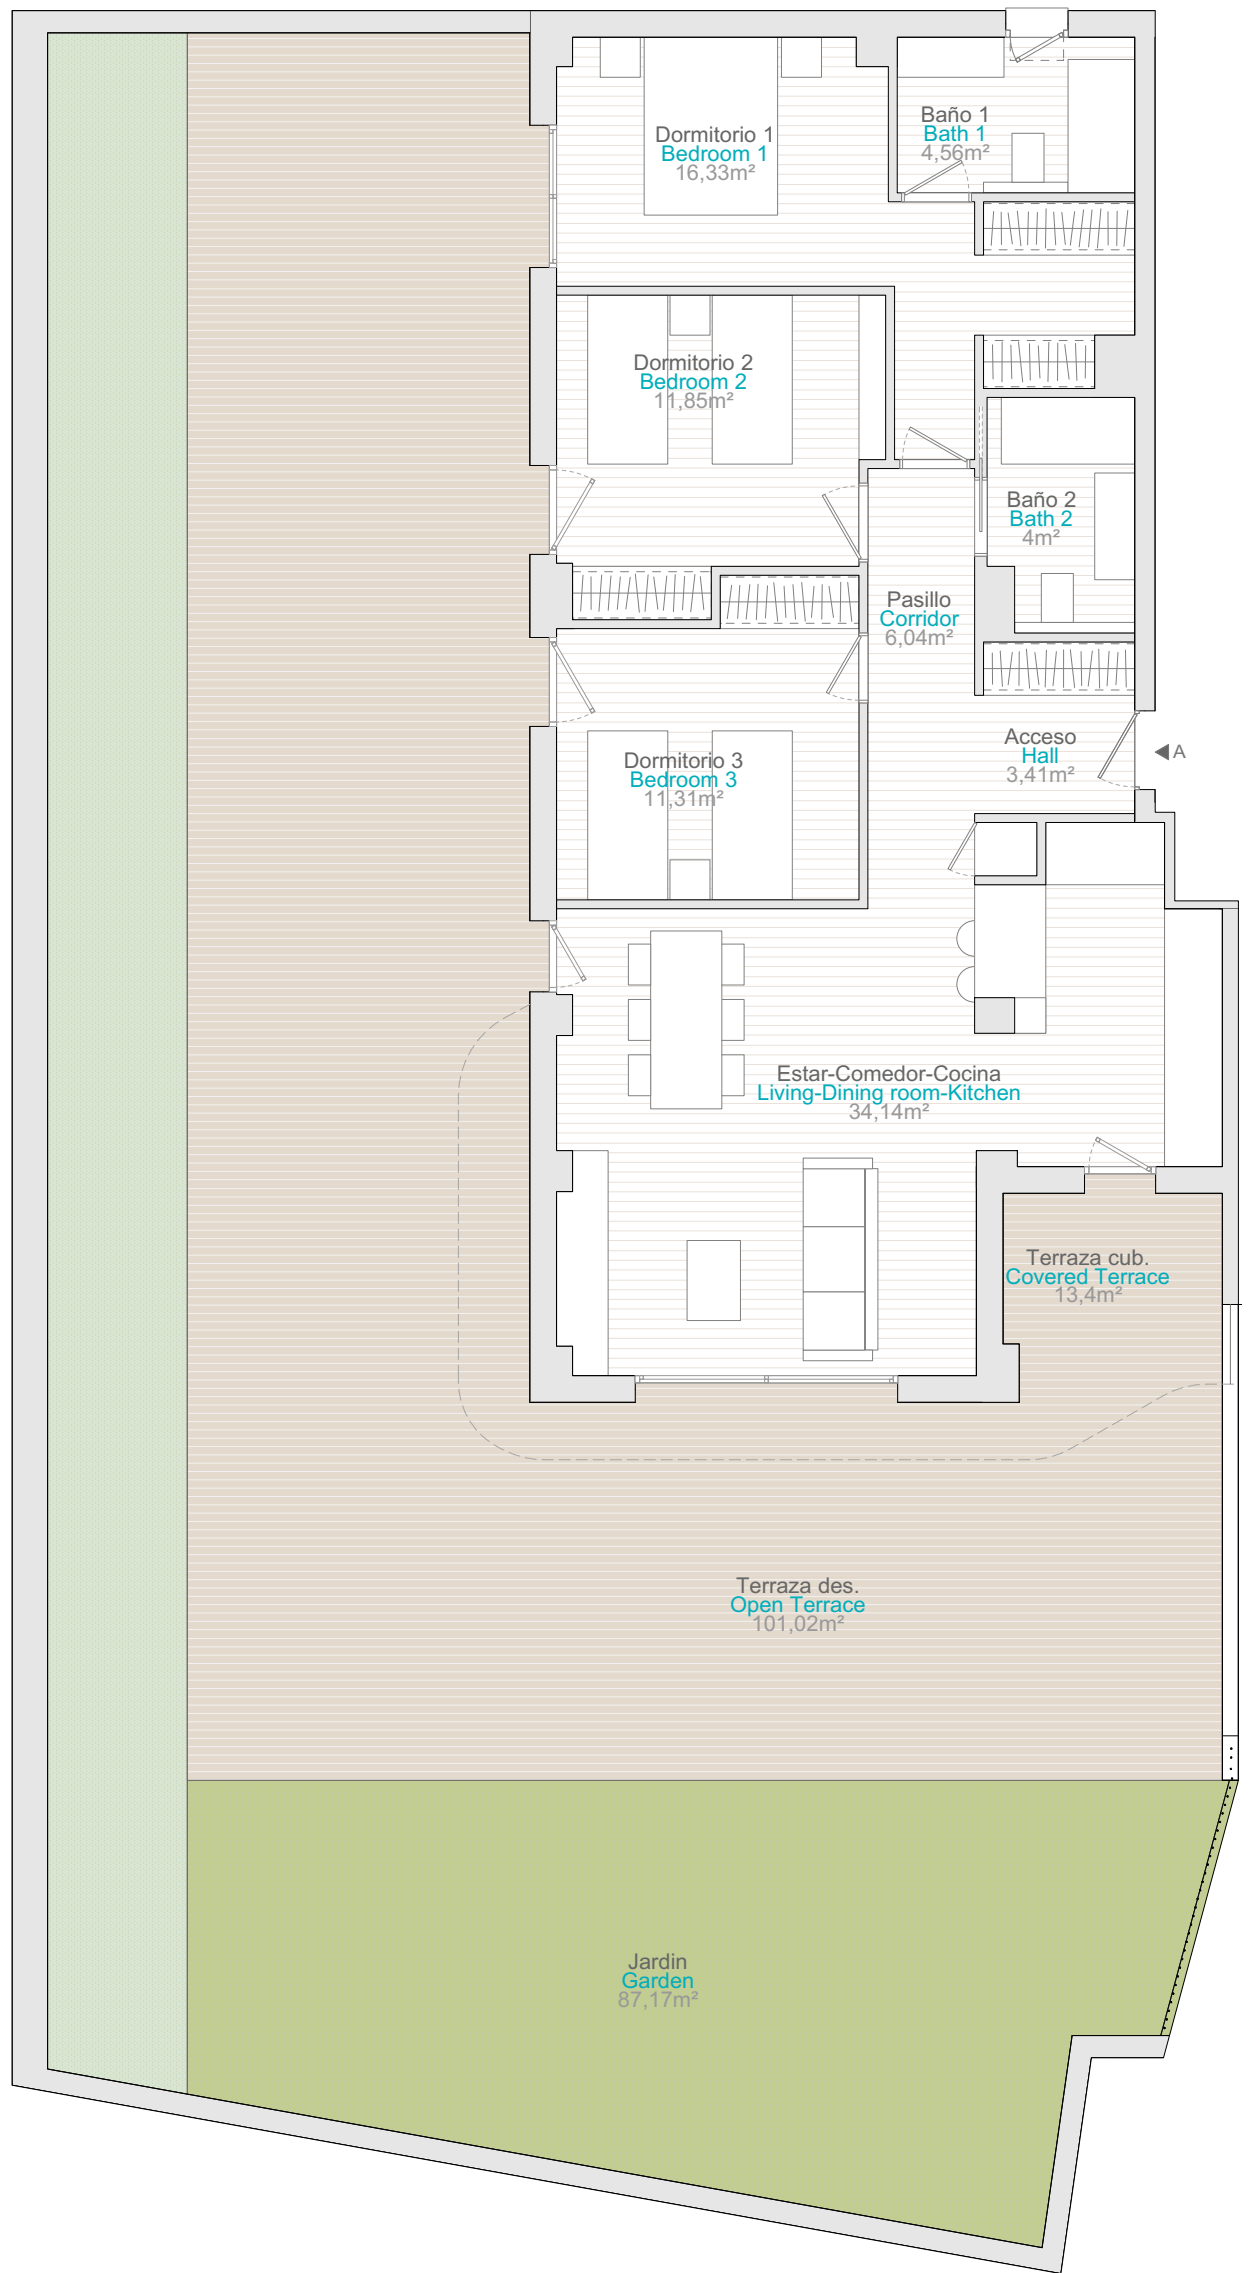 Dormitorio 1
Bedroom 1
16,33m²
Baño 1
Bath 1
4,56m²
Dormitorio 2
Bedroom 2
11,85m²
Baño 2
Bath 2
4m²
Pasillo
Corridor
6,04m²
Acceso
Hall
3,41m²
A
Dormitorio 3
Bedroom 3
11,31m²
Estar-Comedor-Cocina
Living-Dining room-Kitchen
34,14m²
Terraza cub.
Covered Terrace
13,4m²
Terraza des.
Open Terrace
101,02m²
Jardin
Garden
87,17m²